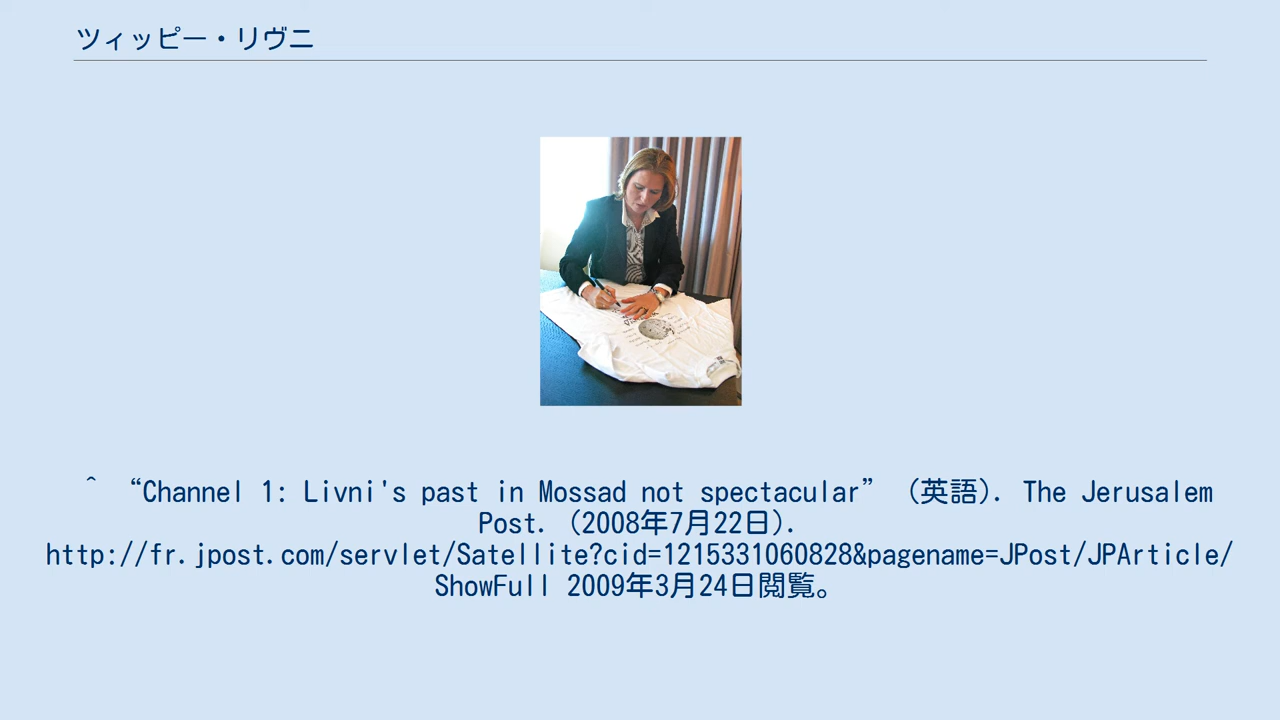 ツィッピー・リヴニ
^ “Channel 1: Livni's past in Mossad not spectacular” (英語). The Jerusalem
Post. (2008年7月22日).
http://fr.jpost.com/servlet/Satellite?cid=1215331060828&pagename=JPost/JPArticle/
ShowFull 2009年3月24日閲覧。